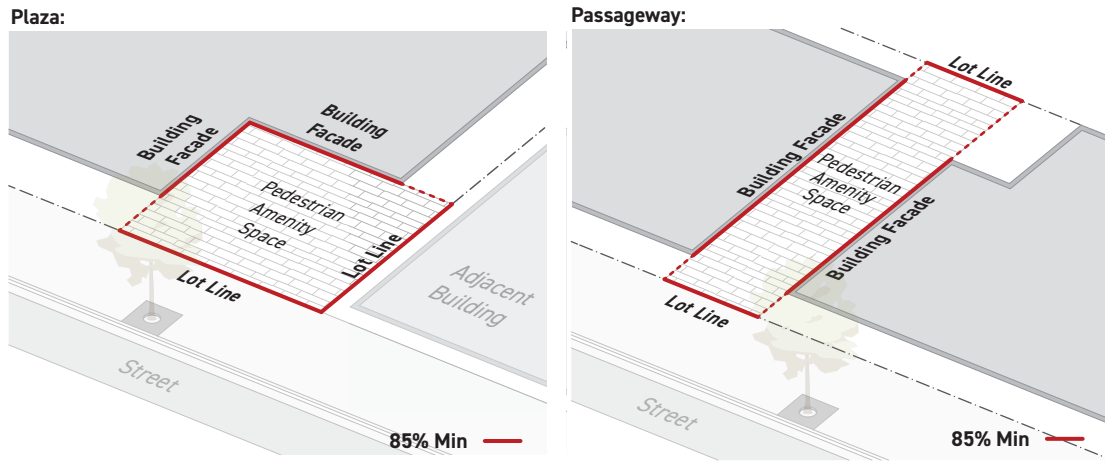 Plaza:
Building
Facade
Building
Facade
Pedestrian
Amenity
Space
Lot Line
Lot Line
Adjacent
Building
Street
85% Min
Passageway:
Lot Line
Building Facade
Pedestrian
Amenity
Space
Building Facade
Lot Line
Street
85% Min